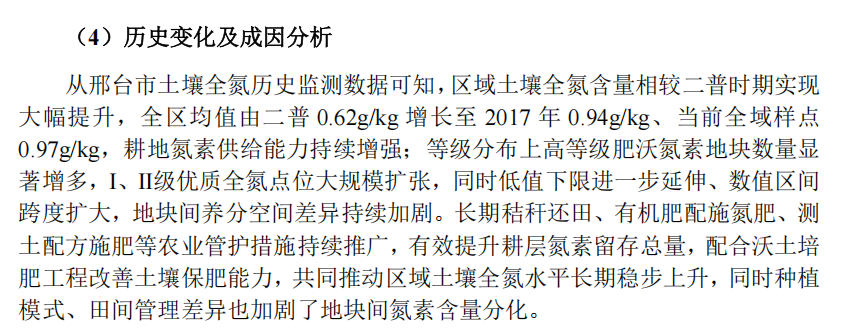 （4）历史变化及成因分析
从邢台市土壤全氮历史监测数据可知，区域土壤全氮含量相较二普时期实现
大幅提升，全区均值由二普 0.62g/kg 增长至 2017 年 0.94g/kg、当前全域样点
0.97g/kg，耕地氮素供给能力持续增强；等级分布上高等级肥沃氮素地块数量显
著增多，I、II级优质全氮点位大规模扩张，同时低值下限进一步延伸、数值区间
跨度扩大，地块间养分空间差异持续加剧。长期秸秆还田、有机肥配施氮肥、测
土配方施肥等农业管护措施持续推广，有效提升耕层氮素留存总量，配合沃土培
肥工程改善土壤保肥能力，共同推动区域土壤全氮水平长期稳步上升，同时种植
模式、田间管理差异也加剧了地块间氮素含量分化。